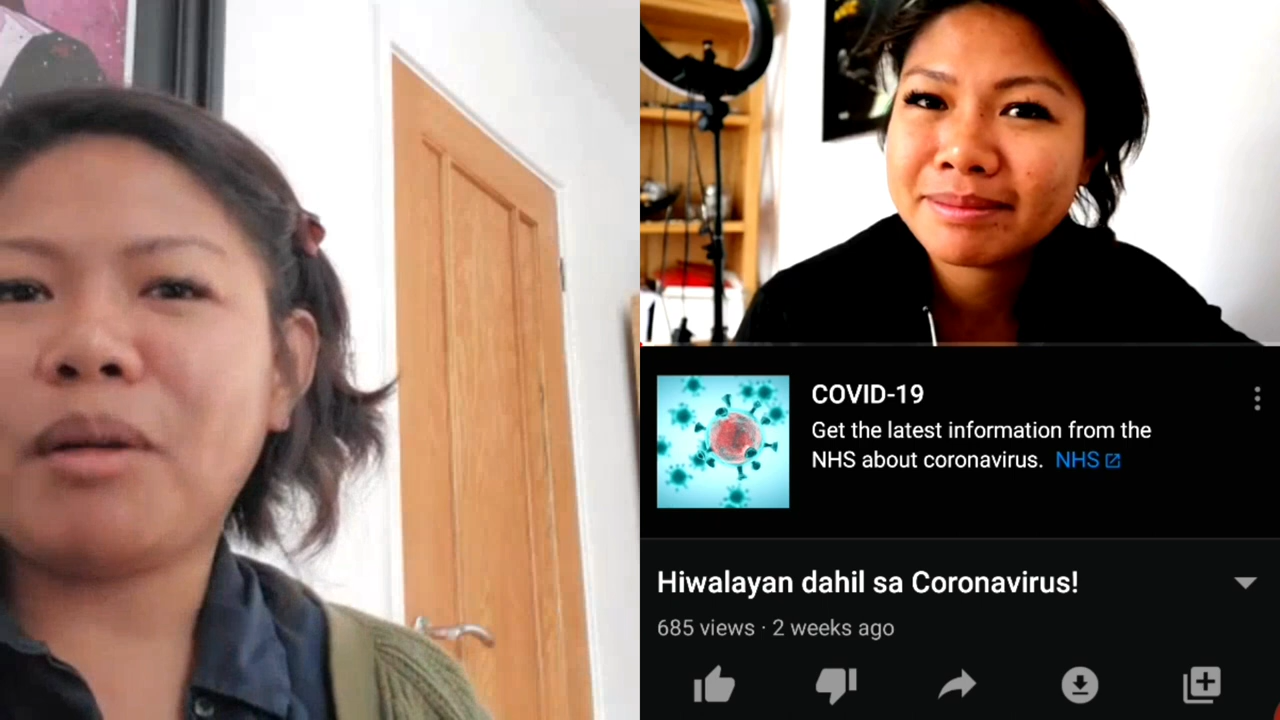 COVID-19
Get the latest information from the
NHS about coronavirus. NHS
Hiwalayan dahil sa Coronavirus!
685 views · 2 weeks ago